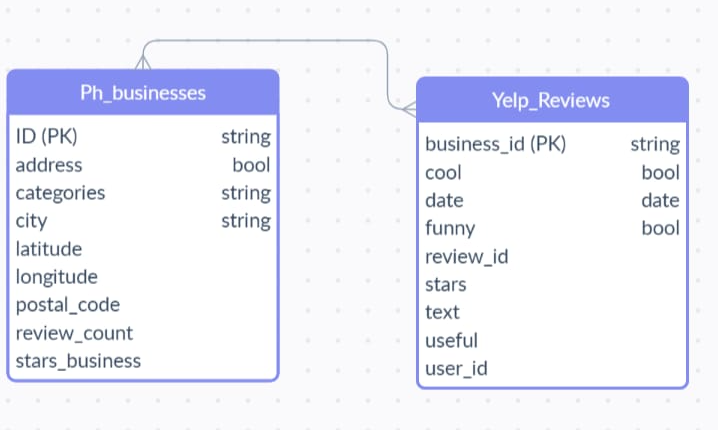 Ph_businesses
ID (PK) string
address bool
categories string
city string
latitude
longitude
postal_code
review_count
stars_business
Yelp_Reviews
business_id (PK) string
cool bool
date date
funny bool
review_id
stars
text
useful
user_id